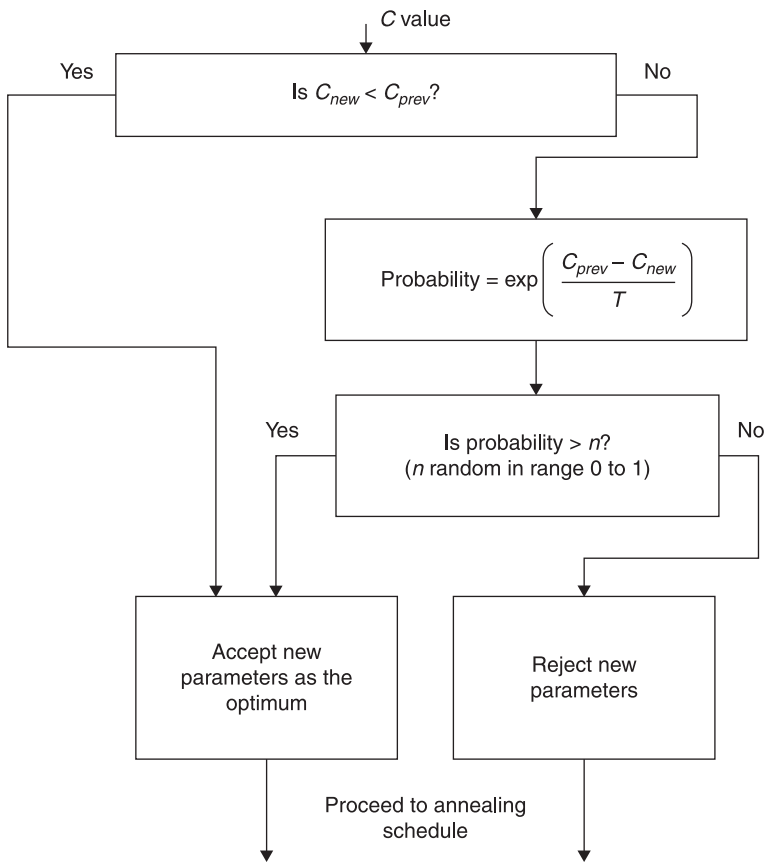 C value
Yes
Is C_new < C_prev?
No
Probability = exp( (C_prev – C_new) / T )
Yes
Is probability > n?
(n random in range 0 to 1)
No
Accept new
parameters as the
optimum
Reject new
parameters
Proceed to annealing
schedule